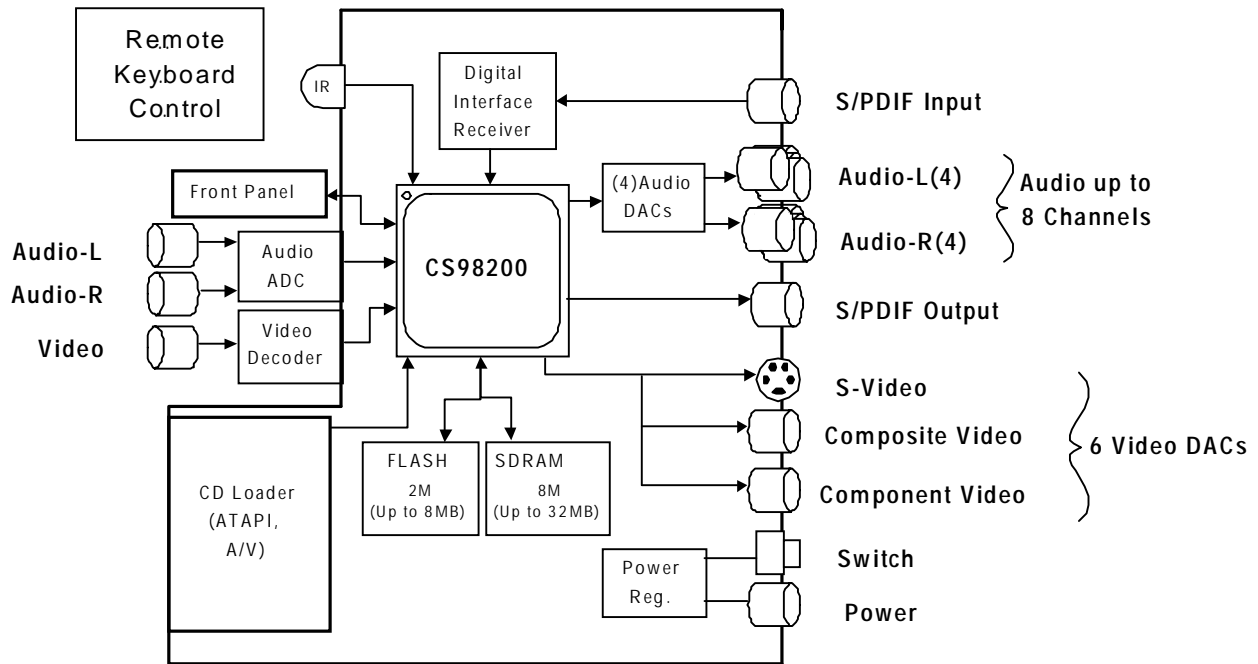 Remote
Keyboard
Control
IR
Digital
Interface
Receiver
S/PDIF Input
Front Panel
(4)Audio
DACs
Audio-L(4)
Audio-R(4)
Audio up to
8 Channels
Audio-L
Audio-R
Audio
ADC
CS98200
S/PDIF Output
Video
Video
Decoder
S-Video
Composite Video
Component Video
6 Video DACs
CD Loader
(ATAPI,
A/V)
FLASH
2M
(Up to 8MB)
SDRAM
8M
(Up to 32MB)
Power
Reg.
Switch
Power